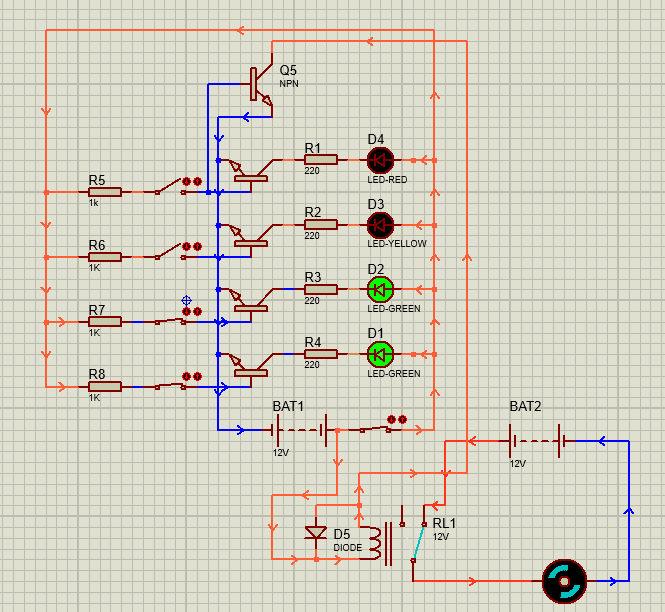 Q5
NPN
R1
220
D4
LED-RED
R5
1k
R2
220
D3
LED-YELLOW
R6
1K
R3
220
D2
LED-GREEN
R7
1K
R4
220
D1
LED-GREEN
R8
1K
BAT1
12V
BAT2
12V
D5
DIODE
RL1
12V